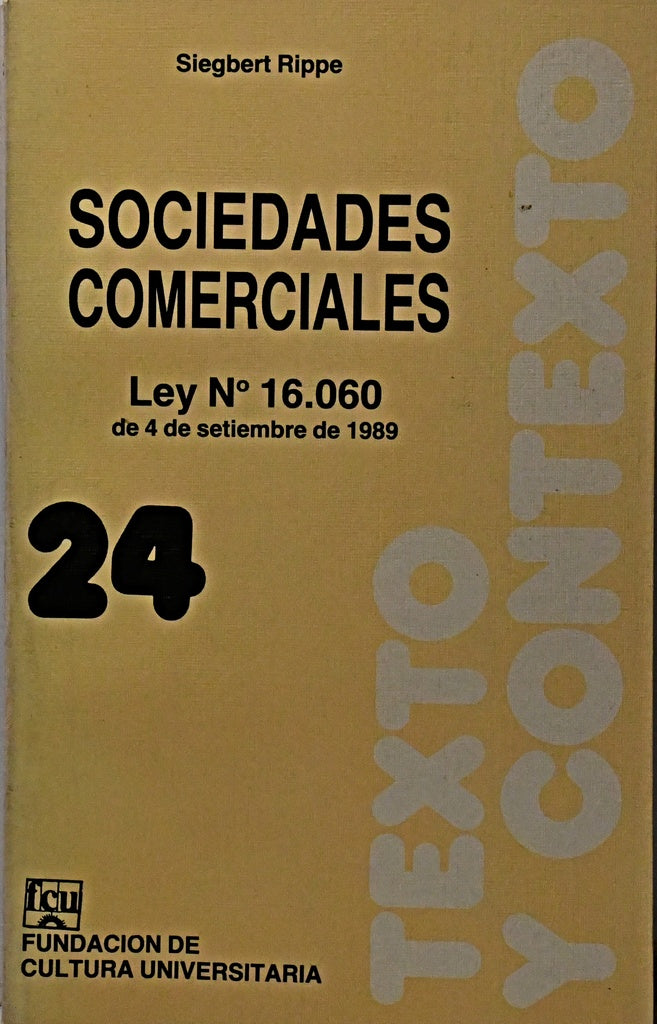 Siegbert Rippe
SOCIEDADES
COMERCIALES
Ley Nº 16.060
de 4 de setiembre de 1989
24
TEXTO
Y CONTEXTO
fcu
FUNDACION DE
CULTURA UNIVERSITARIA